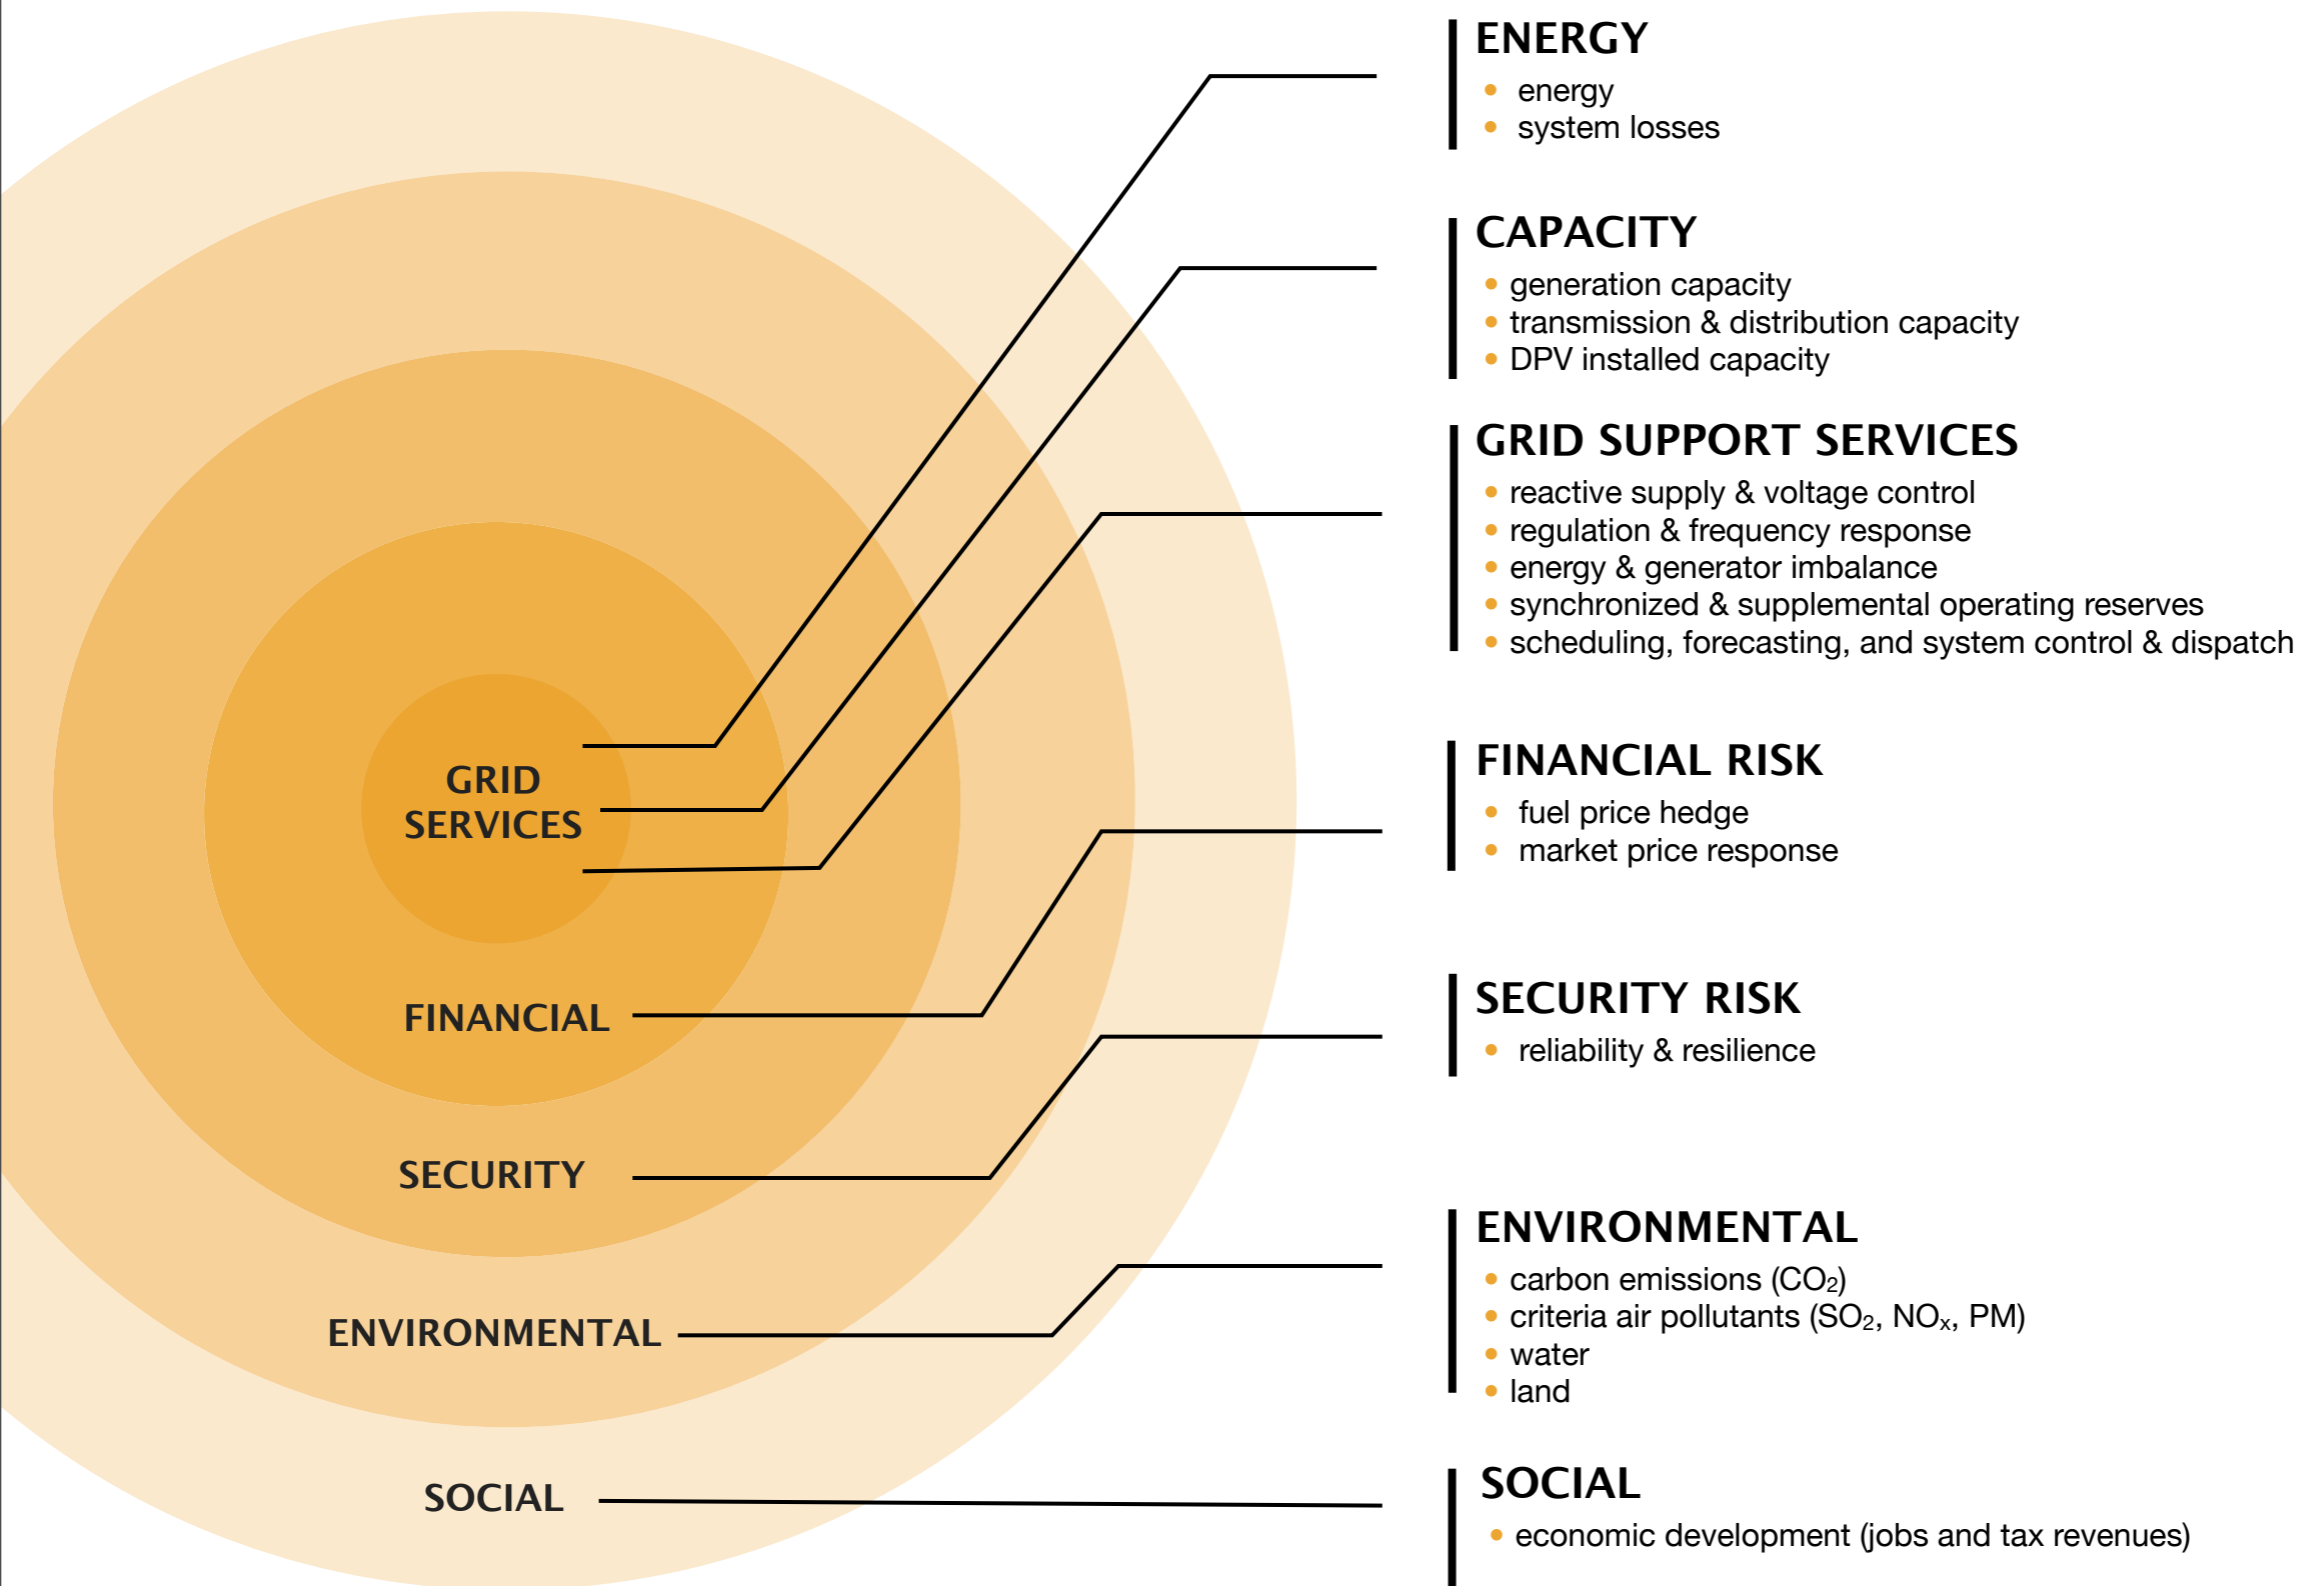 ENERGY
• energy
• system losses
CAPACITY
• generation capacity
• transmission & distribution capacity
• DPV installed capacity
GRID SUPPORT SERVICES
• reactive supply & voltage control
• regulation & frequency response
• energy & generator imbalance
• synchronized & supplemental operating reserves
• scheduling, forecasting, and system control & dispatch
GRID
SERVICES
FINANCIAL RISK
• fuel price hedge
• market price response
FINANCIAL
SECURITY RISK
• reliability & resilience
SECURITY
ENVIRONMENTAL
• carbon emissions (CO₂)
• criteria air pollutants (SO₂, NOₓ, PM)
• water
• land
ENVIRONMENTAL
SOCIAL
• economic development (jobs and tax revenues)
SOCIAL